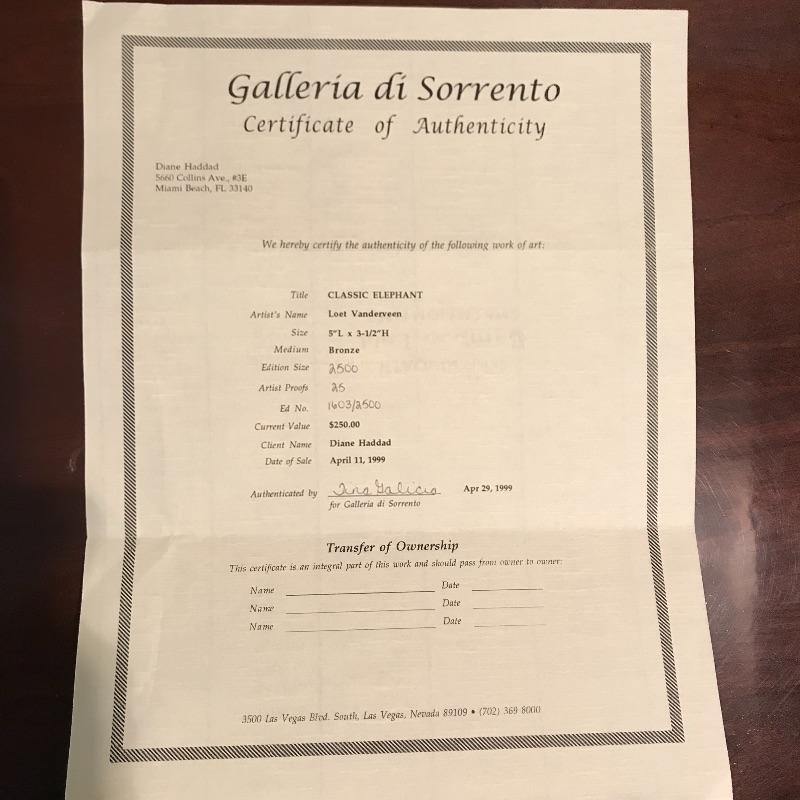 Galleria di Sorrento
Certificate of Authenticity
Diane Haddad
5660 Collins Ave., #3E
Miami Beach, FL 33140
We hereby certify the authenticity of the following work of art:
Title CLASSIC ELEPHANT
Artist's Name Loet Vanderveen
Size 5"L x 3-1/2"H
Medium Bronze
Edition Size 2500
Artist Proofs 25
Ed No. 1603/2500
Current Value $250.00
Client Name Diane Haddad
Date of Sale April 11, 1999
Authenticated by Tina Galicia Apr 29, 1999
for Galleria di Sorrento
Transfer of Ownership
This certificate is an integral part of this work and should pass from owner to owner:
Name Date
Name Date
Name Date
3500 Las Vegas Blvd. South, Las Vegas, Nevada 89109 • (702) 369 8000